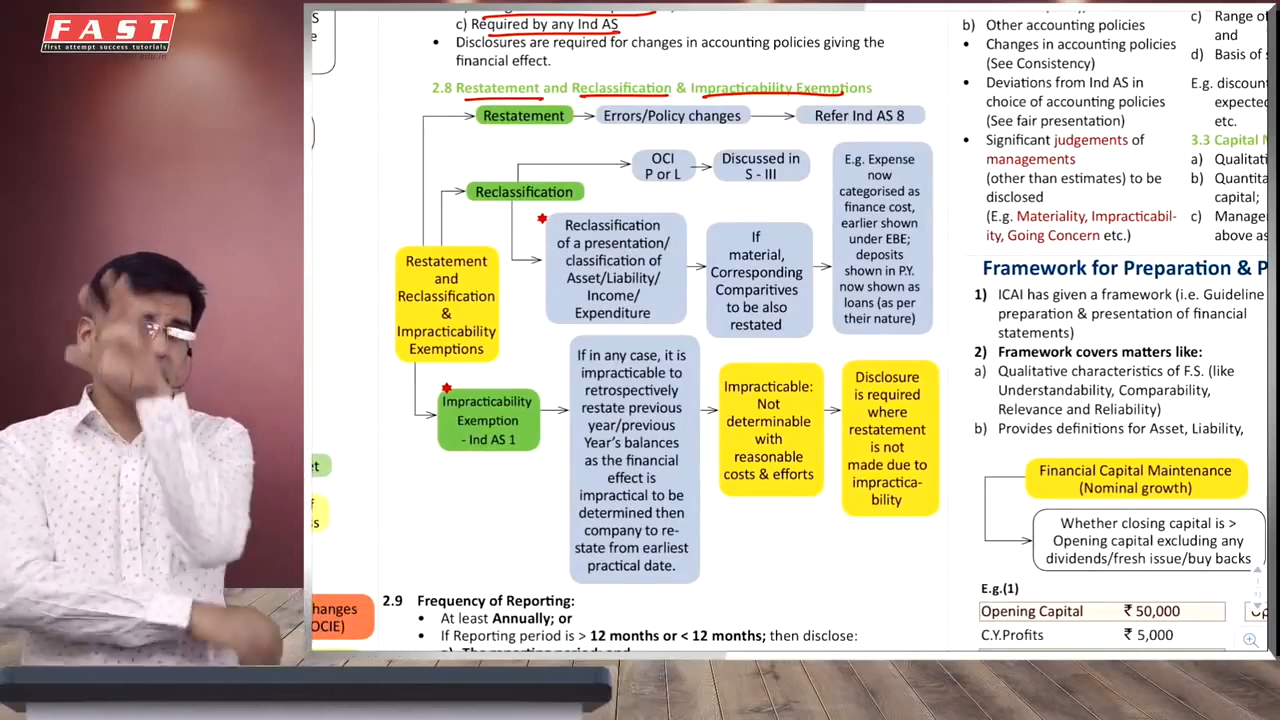 FAST
first attempt success tutorials
c) Required by any Ind AS
• Disclosures are required for changes in accounting policies giving the
financial effect.
2.8 Restatement and Reclassification & Impracticability Exemptions
Restatement
Errors/Policy changes
Refer Ind AS 8
Reclassification
OCI
P or L
Discussed in
S - III
E.g. Expense
now
categorised as
finance cost,
earlier shown
under EBE;
deposits
shown in P.Y.
now shown as
loans (as per
their nature)
Reclassification
of a presentation/
classification of
Asset/Liability/
Income/
Expenditure
If
material,
Corresponding
Comparitives
to be also
restated
Restatement
and
Reclassification
&
Impracticability
Exemptions
Impracticability
Exemption
- Ind AS 1
If in any case, it is
impracticable to
retrospectively
restate previous
year/previous
Year's balances
as the financial
effect is
impractical to be
determined then
company to re-
state from earliest
practical date.
Impracticable:
Not
determinable
with
reasonable
costs & efforts
Disclosure
is required
where
restatement
is not
made due to
impractica-
bility
2.9 Frequency of Reporting:
• At least Annually; or
• If Reporting period is > 12 months or < 12 months; then disclose:
hanges
OCIE)
b) Other accounting policies
• Changes in accounting policies
(See Consistency)
• Deviations from Ind AS in
choice of accounting policies
(See fair presentation)
• Significant judgements of
managements
(other than estimates) to be
disclosed
(E.g. Materiality, Impracticabil-
ity, Going Concern etc.)
c) Range of
and
d) Basis of
E.g. discount
expected
etc.
3.3 Capital
a) Qualitati
b) Quantita
capital;
c) Manage
above as
Framework for Preparation & P
1) ICAI has given a framework (i.e. Guideline
preparation & presentation of financial
statements)
2) Framework covers matters like:
a) Qualitative characteristics of F.S. (like
Understandability, Comparability,
Relevance and Reliability)
b) Provides definitions for Asset, Liability,
Financial Capital Maintenance
(Nominal growth)
Whether closing capital is >
Opening capital excluding any
dividends/fresh issue/buy backs
E.g.(1)
Opening Capital ₹ 50,000
C.Y.Profits ₹ 5,000